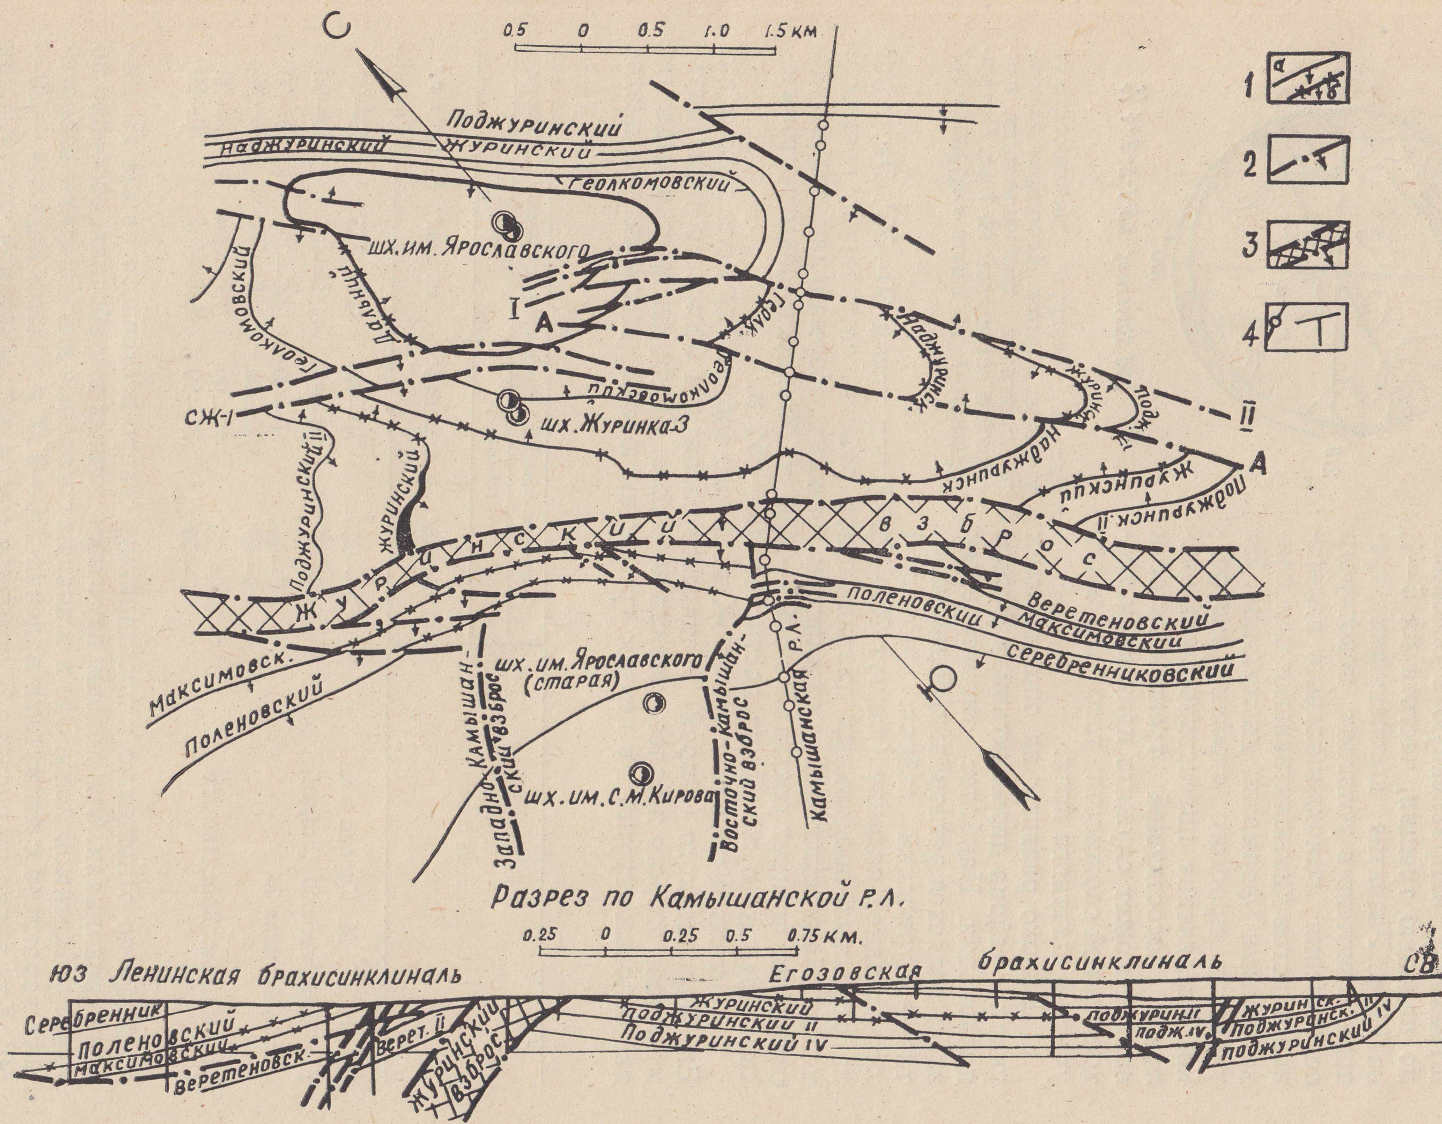 С
0.5 0 0.5 1.0 1.5 км
1 а б
2
3
4
Поджуринский
Журинский
Наджуринский
Геолкомовский
шх. им. Ярославского
Геолкомовский
Дальный
I
А
Геолк.
Наджуринск.
Журинск.
Подж. II
II
А
Геолкомовский
Геолкомовский
СЖ-1
шх. Журинка-3
Наджуринск
Журинский
Поджуринск II
Поджуринский II
Журинский
Журинский взброс
Поленовский
Веретеновский
Максимовский
Серебренниковский
Максимовск.
Поленовский
шх. им. Ярославского
(старая)
шх. им. С.М. Кирова
Западно-Камышанский взброс
Восточно-Камышанский взброс
Камышанская Р.Л.
Ю
Разрез по Камышанской Р.Л.
0.25 0 0.25 0.5 0.75 км.
ЮЗ Ленинская брахисинклиналь
Егозовская брахисинклиналь
СВ
Серебренник
Поленовский
Максимовский
Веретеновск.
Верет. II
Журинский взброс
Журинский
Поджуринский II
Поджуринский IV
Поджурин. II
Подж. IV
Журинск.
Поджуринск. II
Поджуринский IV